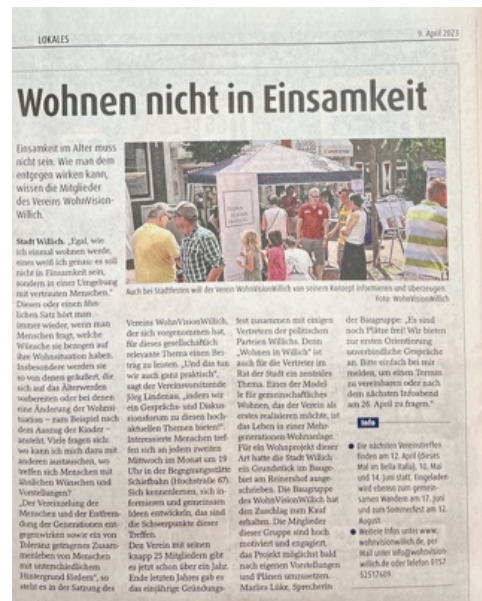 LOKALES
9. April 2023
Wohnen nicht in Einsamkeit
Einsamkeit im Alter muss
nicht sein. Wie man dem
entgegen wirken kann,
wissen die Mitglieder
des Vereins WohnVision-
Willich.
Auch bei Stadtfesten will der Verein WohnVisionWillich von seinem Konzept informieren und überzeugen.
Foto: WohnVisionWillich
Stadt Willich. „Egal, wie
ich einmal wohnen werde,
eines weiß ich genau: es soll
nicht in Einsamkeit sein,
sondern in einer Umgebung
mit vertrauten Menschen."
Diesen oder einen ähn-
lichen Satz hört man
immer wieder, wenn man
Menschen fragt, welche
Wünsche sie bezogen auf
ihre Wohnsituation haben.
Insbesondere werden sie
so von denen geäußert, die
sich auf das Älterwerden
vorbereiten oder bei denen
eine Änderung der Wohnsi-
tuation – zum Beispiel nach
dem Auszug der Kinder –
ansteht. Viele fragen sich:
wo kann ich mich dazu mit
anderen austauschen, wo
treffen sich Menschen mit
ähnlichen Wünschen und
Vorstellungen?
„Der Vereinzelung der
Menschen und der Entfrem-
dung der Generationen ent-
gegenwirken sowie ein von
Toleranz getragenes Zusam-
menleben von Menschen
mit unterschiedlichem
Hintergrund fördern", so
steht es in der Satzung des
Vereins WohnVisionWillich,
der sich vorgenommen hat,
für dieses gesellschaftlich
relevante Thema einen Bei-
trag zu leisten. „Und das tun
wir auch ganz praktisch",
sagt der Vereinsvorsitzende
Jörg Lindenau, „indem wir
ein Gesprächs- und Diskus-
sionsforum zu diesen hoch-
aktuellen Themen bieten!".
Interessierte Menschen tref-
fen sich an jedem zweiten
Mittwoch im Monat um 19
Uhr in der Begegnungsstätte
Schiefbahn (Hochstraße 67).
Sich kennenlernen, sich in-
formieren und gemeinsam
Ideen entwickeln, das sind
die Schwerpunkte dieser
Treffen.
Den Verein mit seinen
knapp 25 Mitgliedern gibt
es jetzt schon über ein Jahr.
Ende letzten Jahres gab es
das einjährige Gründungs-
fest zusammen mit einigen
Vertretern der politischen
Parteien Willichs. Denn
„Wohnen in Willich" ist
auch für die Vertreter im
Rat der Stadt ein zentrales
Thema. Eines der Model-
le für gemeinschaftliches
Wohnen, das der Verein als
erstes realisieren möchte, ist
das Leben in einer Mehr-
generationen-Wohnanlage.
Für ein Wohnprojekt dieser
Art hatte die Stadt Willich
ein Grundstück im Bauge-
biet am Reinershof ausge-
schrieben. Die Baugruppe
des WohnVisionWillich hat
den Zuschlag zum Kauf
erhalten. Die Mitglieder
dieser Gruppe sind hoch
motiviert und engagiert,
das Projekt möglichst bald
nach eigenen Vorstellungen
und Plänen umzusetzen.
Marlies Lüke, Sprecherin
der Baugruppe: „Es sind
noch Plätze frei! Wir bieten
zur ersten Orientierung
unverbindliche Gespräche
an. Bitte einfach bei mir
melden, um einen Termin
zu vereinbaren oder nach
dem nächsten Infoabend
am 26. April zu fragen."
Info
Die nächsten Vereinstreffen
finden am 12. April (dieses
Mal im Bella Italia), 10. Mai
und 14. Juni statt. Eingeladen
wird ebenso zum gemein-
samen Wandern am 17. Juni
und zum Sommerfest am 12.
August.
Weitere Infos unter www.
wohnvisionwillich.de, per
Mail unter info@wohnvision-
willich.de oder Telefon 0157
52517609.